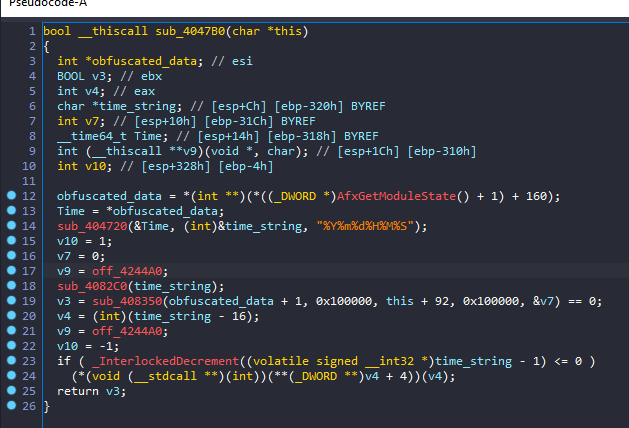 Pseudocode-A
1 bool __thiscall sub_4047B0(char *this)
2 {
3 int *obfuscated_data; // esi
4 BOOL v3; // ebx
5 int v4; // eax
6 char *time_string; // [esp+Ch] [ebp-320h] BYREF
7 int v7; // [esp+10h] [ebp-31Ch] BYREF
8 __time64_t Time; // [esp+14h] [ebp-318h] BYREF
9 int (__thiscall **v9)(void *, char); // [esp+1Ch] [ebp-310h]
10 int v10; // [esp+328h] [ebp-4h]
11
12 obfuscated_data = *(int **)(*((_DWORD *)AfxGetModuleState() + 1) + 160);
13 Time = *obfuscated_data;
14 sub_404720(&Time, (int)&time_string, "%Y%m%d%H%M%S");
15 v10 = 1;
16 v7 = 0;
17 v9 = off_4244A0;
18 sub_4082C0(time_string);
19 v3 = sub_408350(obfuscated_data + 1, 0x100000, this + 92, 0x100000, &v7) == 0;
20 v4 = (int)(time_string - 16);
21 v9 = off_4244A0;
22 v10 = -1;
23 if ( _InterlockedDecrement((volatile signed __int32 *)time_string - 1) <= 0 )
24 (*(void (__stdcall **)(int))(**(_DWORD **)v4 + 4))(v4);
25 return v3;
26 }